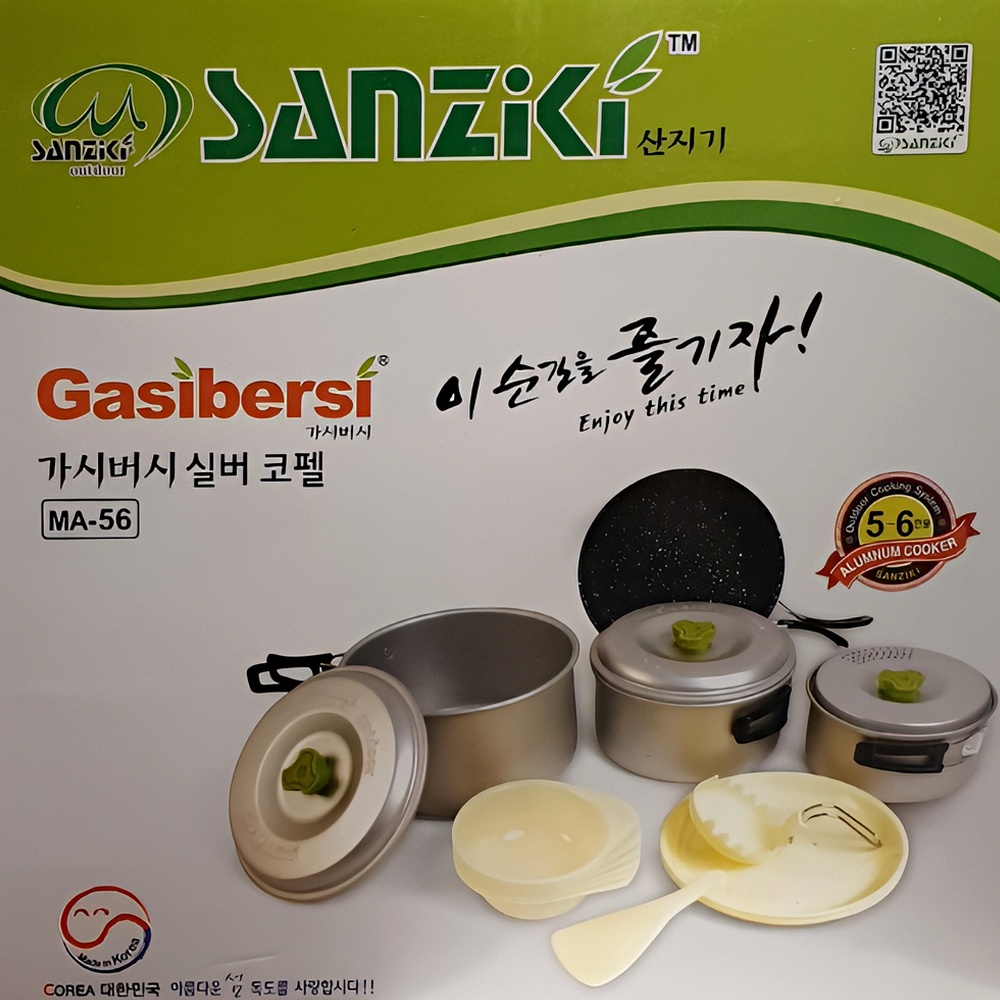 SANZIKI
outdoor
SANZIKI TM
산지기
SANZIKI
Gasibersi®
가시비시
가시버시 실버 코펠
MA-56
이 순간을 즐기자!
Enjoy this time
Outdoor Cooking System
5-6인용
ALUMNUM COOKER
SANZIKI
Made in Korea
COREA 대한민국 아름다운 섬 독도를 사랑합시다!!